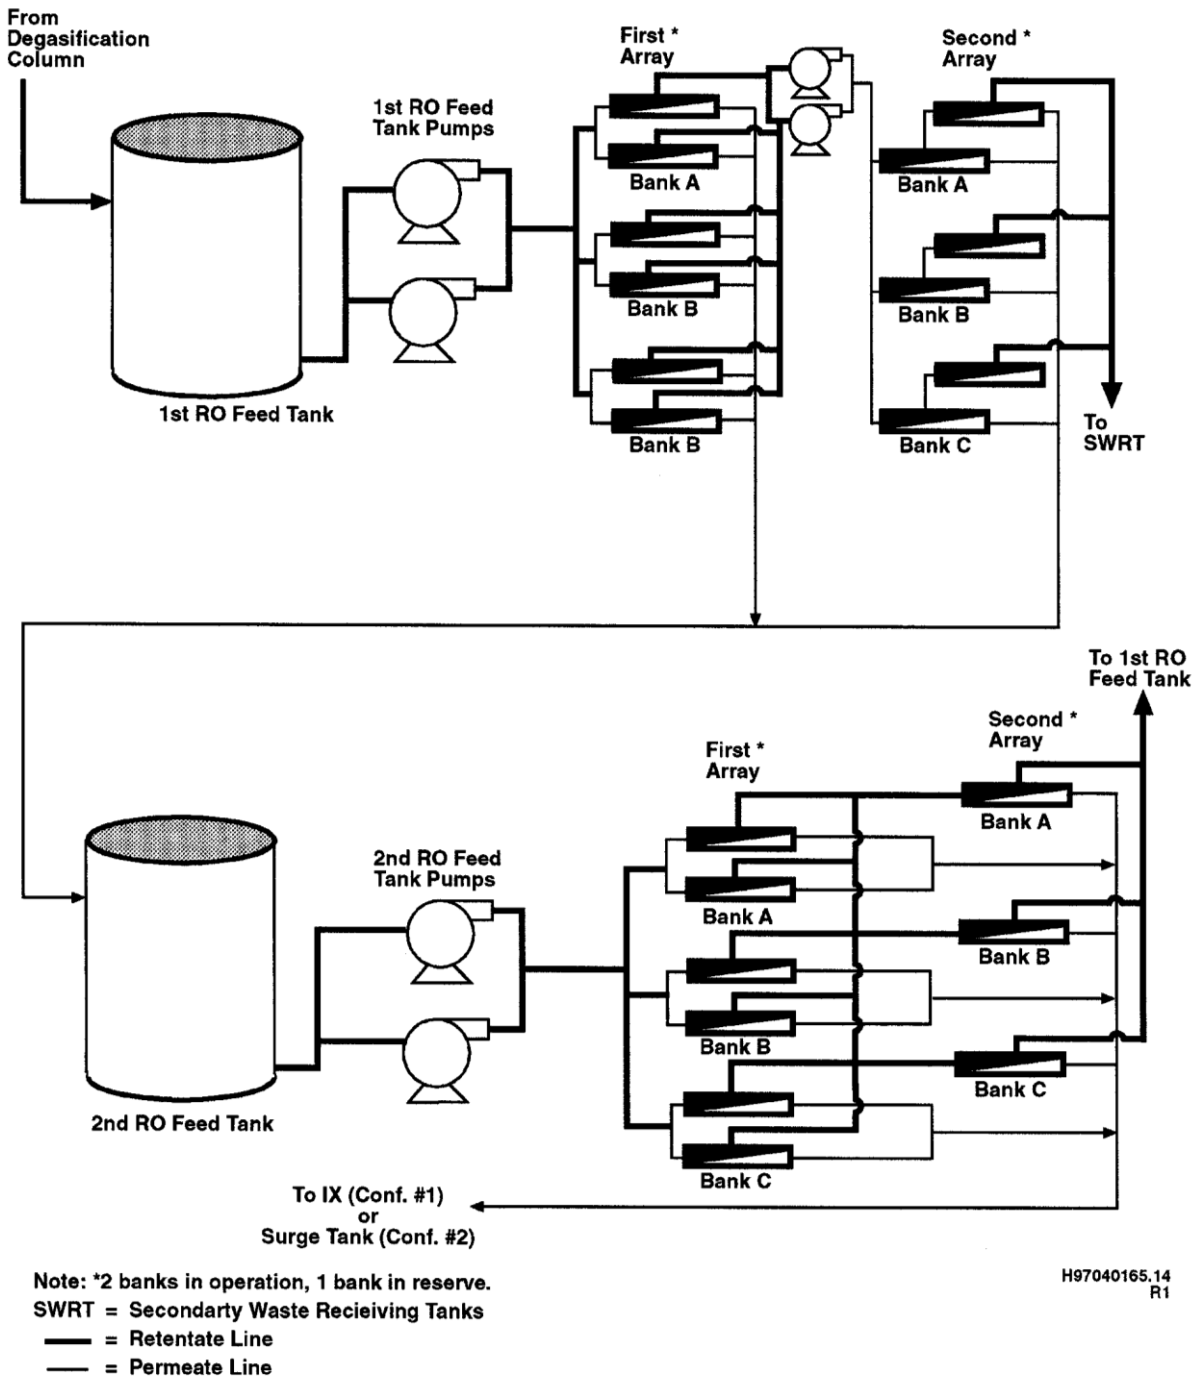 From
Degasification
Column
First *
Array
Second *
Array
1st RO Feed
Tank Pumps
Bank A
Bank A
Bank B
Bank B
Bank B
Bank C
1st RO Feed Tank
To
SWRT
To 1st RO
Feed Tank
Second *
Array
First *
Array
Bank A
2nd RO Feed
Tank Pumps
Bank A
Bank B
Bank B
Bank C
2nd RO Feed Tank
Bank C
To IX (Conf. #1)
or
Surge Tank (Conf. #2)
Note: *2 banks in operation, 1 bank in reserve.
SWRT = Secondarty Waste Recieiving Tanks
= Retentate Line
= Permeate Line
H97040165.14
R1